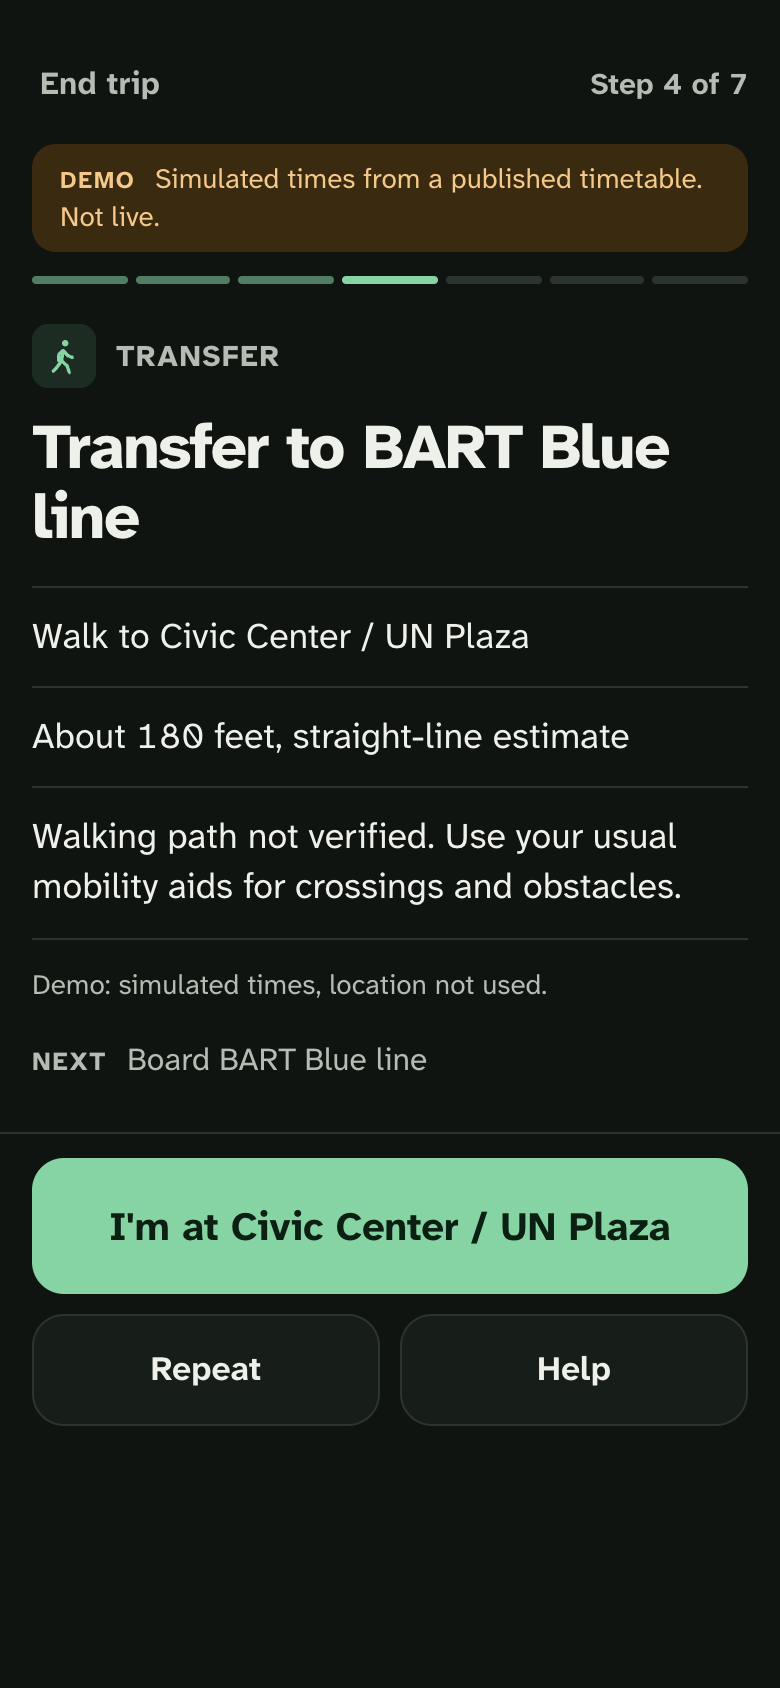 End trip
Step 4 of 7
DEMO Simulated times from a published timetable.
Not live.
TRANSFER
Transfer to BART Blue
line
Walk to Civic Center / UN Plaza
About 180 feet, straight-line estimate
Walking path not verified. Use your usual
mobility aids for crossings and obstacles.
Demo: simulated times, location not used.
NEXT Board BART Blue line
I'm at Civic Center / UN Plaza
Repeat
Help